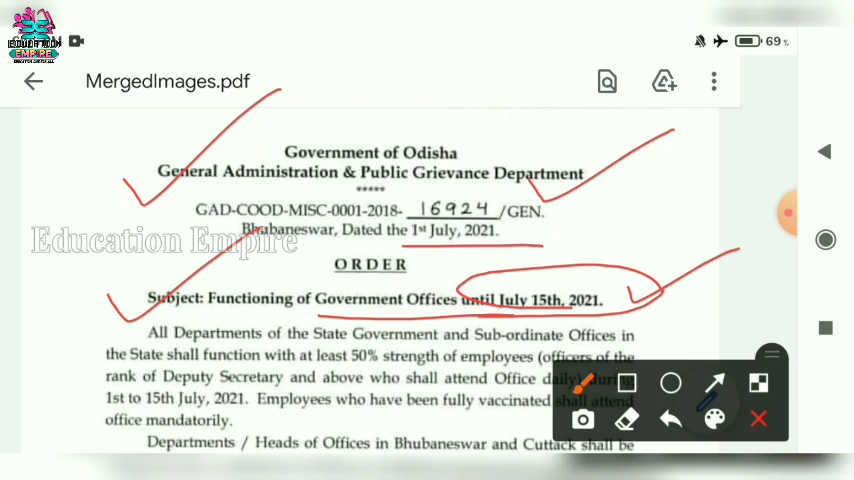 EDUCATION
EMPIRE
69%
MergedImages.pdf
Government of Odisha
General Administration & Public Grievance Department
*****
GAD-COOD-MISC-0001-2018- 16924 /GEN.
Bhubaneswar, Dated the 1st July, 2021.
Education Empire
ORDER
Subject: Functioning of Government Offices until July 15th, 2021.
All Departments of the State Government and Sub-ordinate Offices in
the State shall function with at least 50% strength of employees (officers of the
rank of Deputy Secretary and above who shall attend Office daily) during
1st to 15th July, 2021. Employees who have been fully vaccinated shall attend
office mandatorily.
Departments / Heads of Offices in Bhubaneswar and Cuttack shall be